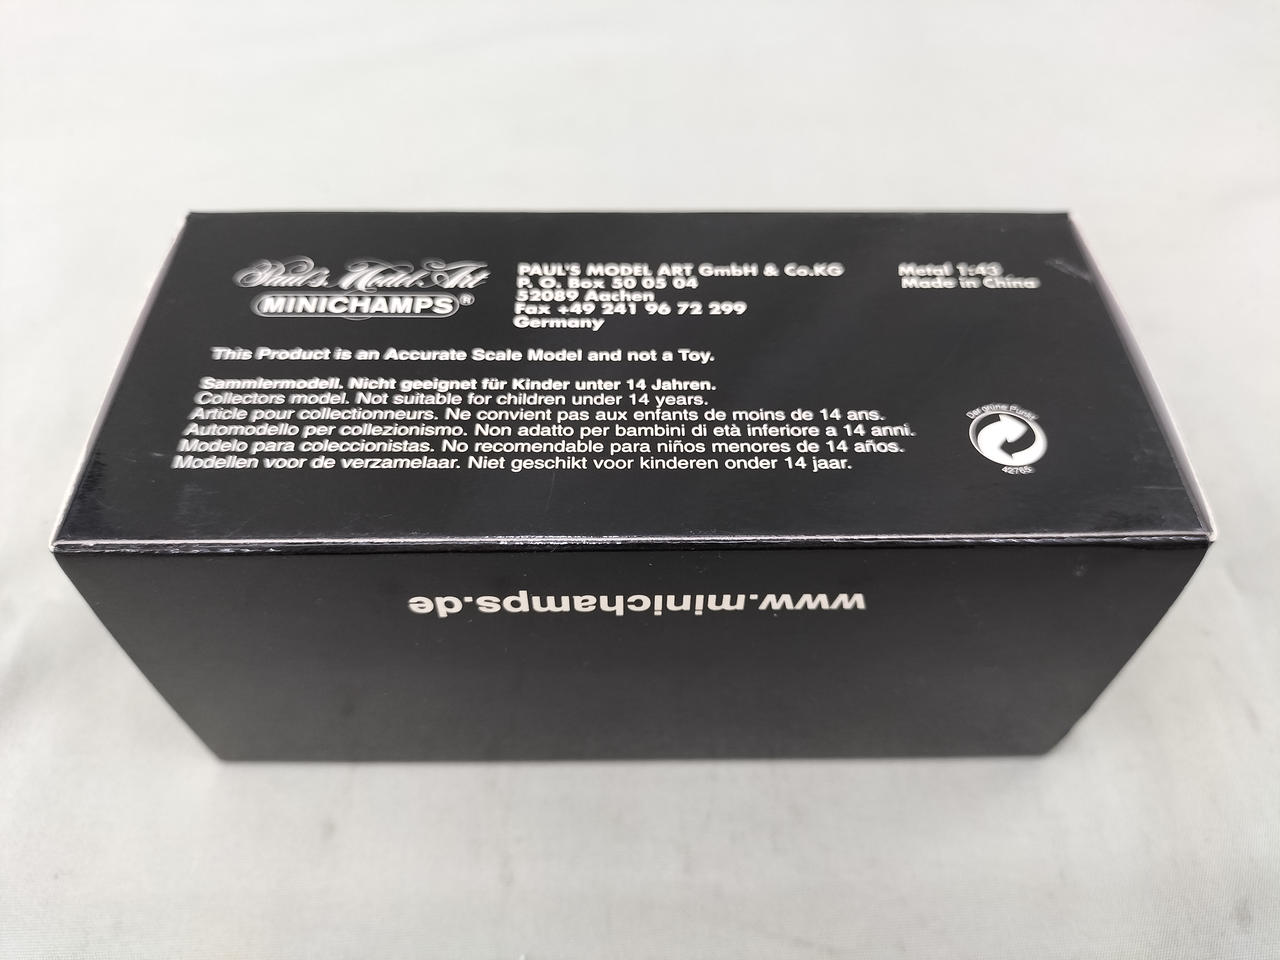 Paul's Model Art
MINICHAMPS®
PAUL'S MODEL ART GmbH & Co.KG
P. O. Box 50 05 04
52089 Aachen
Fax +49 241 96 72 299
Germany
Metal 1:43
Made in China
This Product is an Accurate Scale Model and not a Toy.
Sammlermodell. Nicht geeignet für Kinder unter 14 Jahren.
Collectors model. Not suitable for children under 14 years.
Article pour collectionneurs. Ne convient pas aux enfants de moins de 14 ans.
Automodello per collezionismo. Non adatto per bambini di età inferiore a 14 anni.
Modelo para coleccionistas. No recomendable para niños menores de 14 años.
Modellen voor de verzamelaar. Niet geschikt voor kinderen onder 14 jaar.
Der grüne Punkt
42765
www.minichamps.de